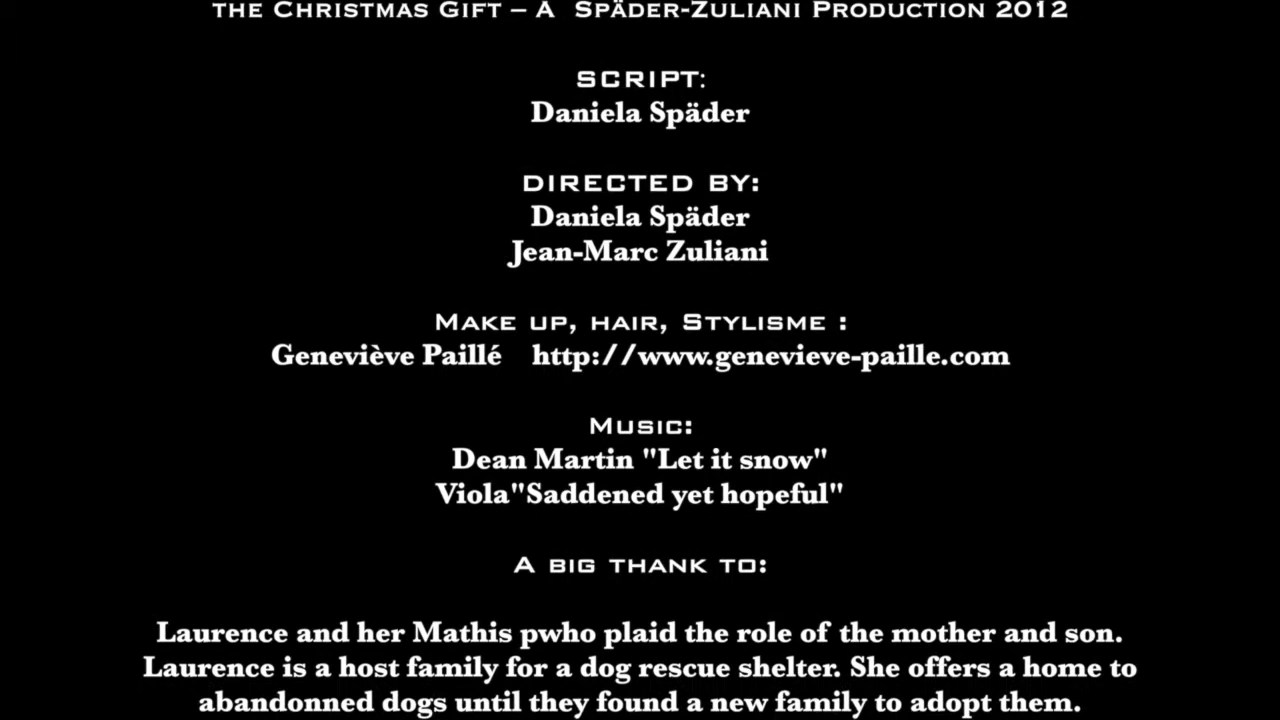 the Christmas Gift – A Späder-Zuliani Production 2012
SCRIPT:
Daniela Späder
DIRECTED BY:
Daniela Späder
Jean-Marc Zuliani
Make up, hair, Stylisme :
Geneviève Paillé http://www.genevieve-paille.com
Music:
Dean Martin "Let it snow"
Viola"Saddened yet hopeful"
A big thank to:
Laurence and her Mathis pwho plaid the role of the mother and son.
Laurence is a host family for a dog rescue shelter. She offers a home to
abandonned dogs until they found a new family to adopt them.